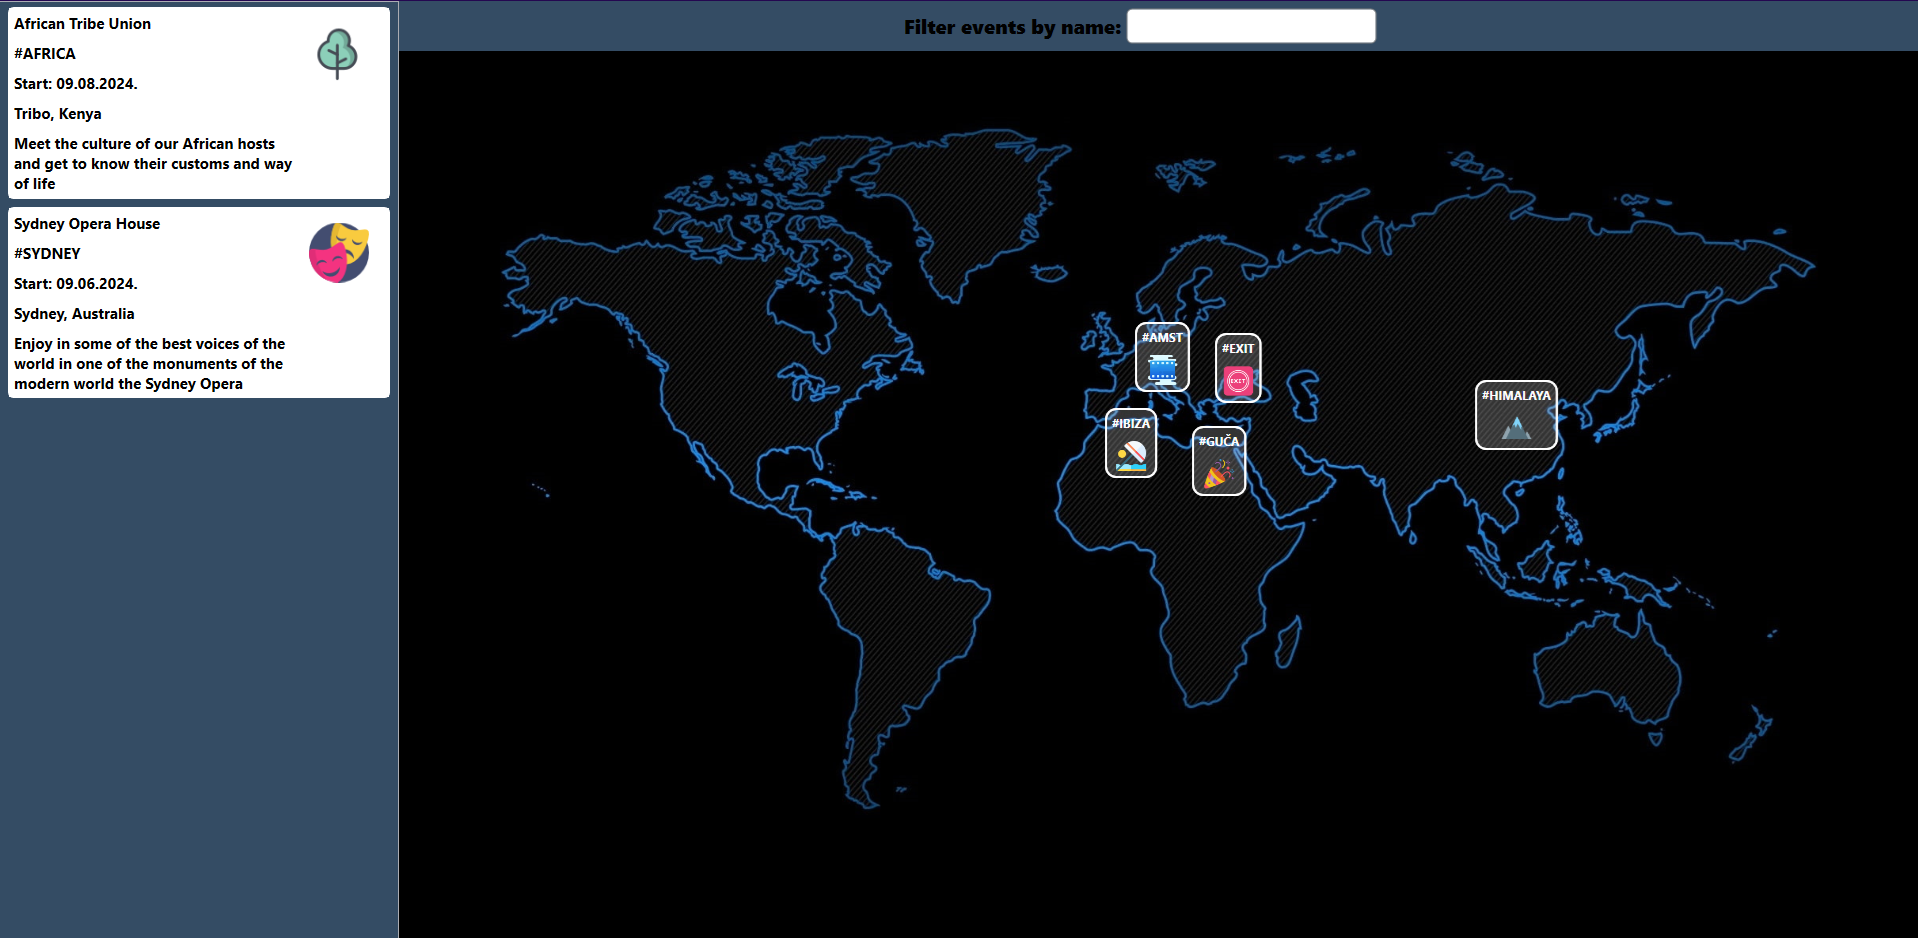 African Tribe Union
#AFRICA
Start: 09.08.2024.
Tribo, Kenya
Meet the culture of our African hosts
and get to know their customs and way
of life
Sydney Opera House
#SYDNEY
Start: 09.06.2024.
Sydney, Australia
Enjoy in some of the best voices of the
world in one of the monuments of the
modern world the Sydney Opera
Filter events by name:
#AMST
#EXIT
EXIT
#HIMALAYA
#IBIZA
#GUČA